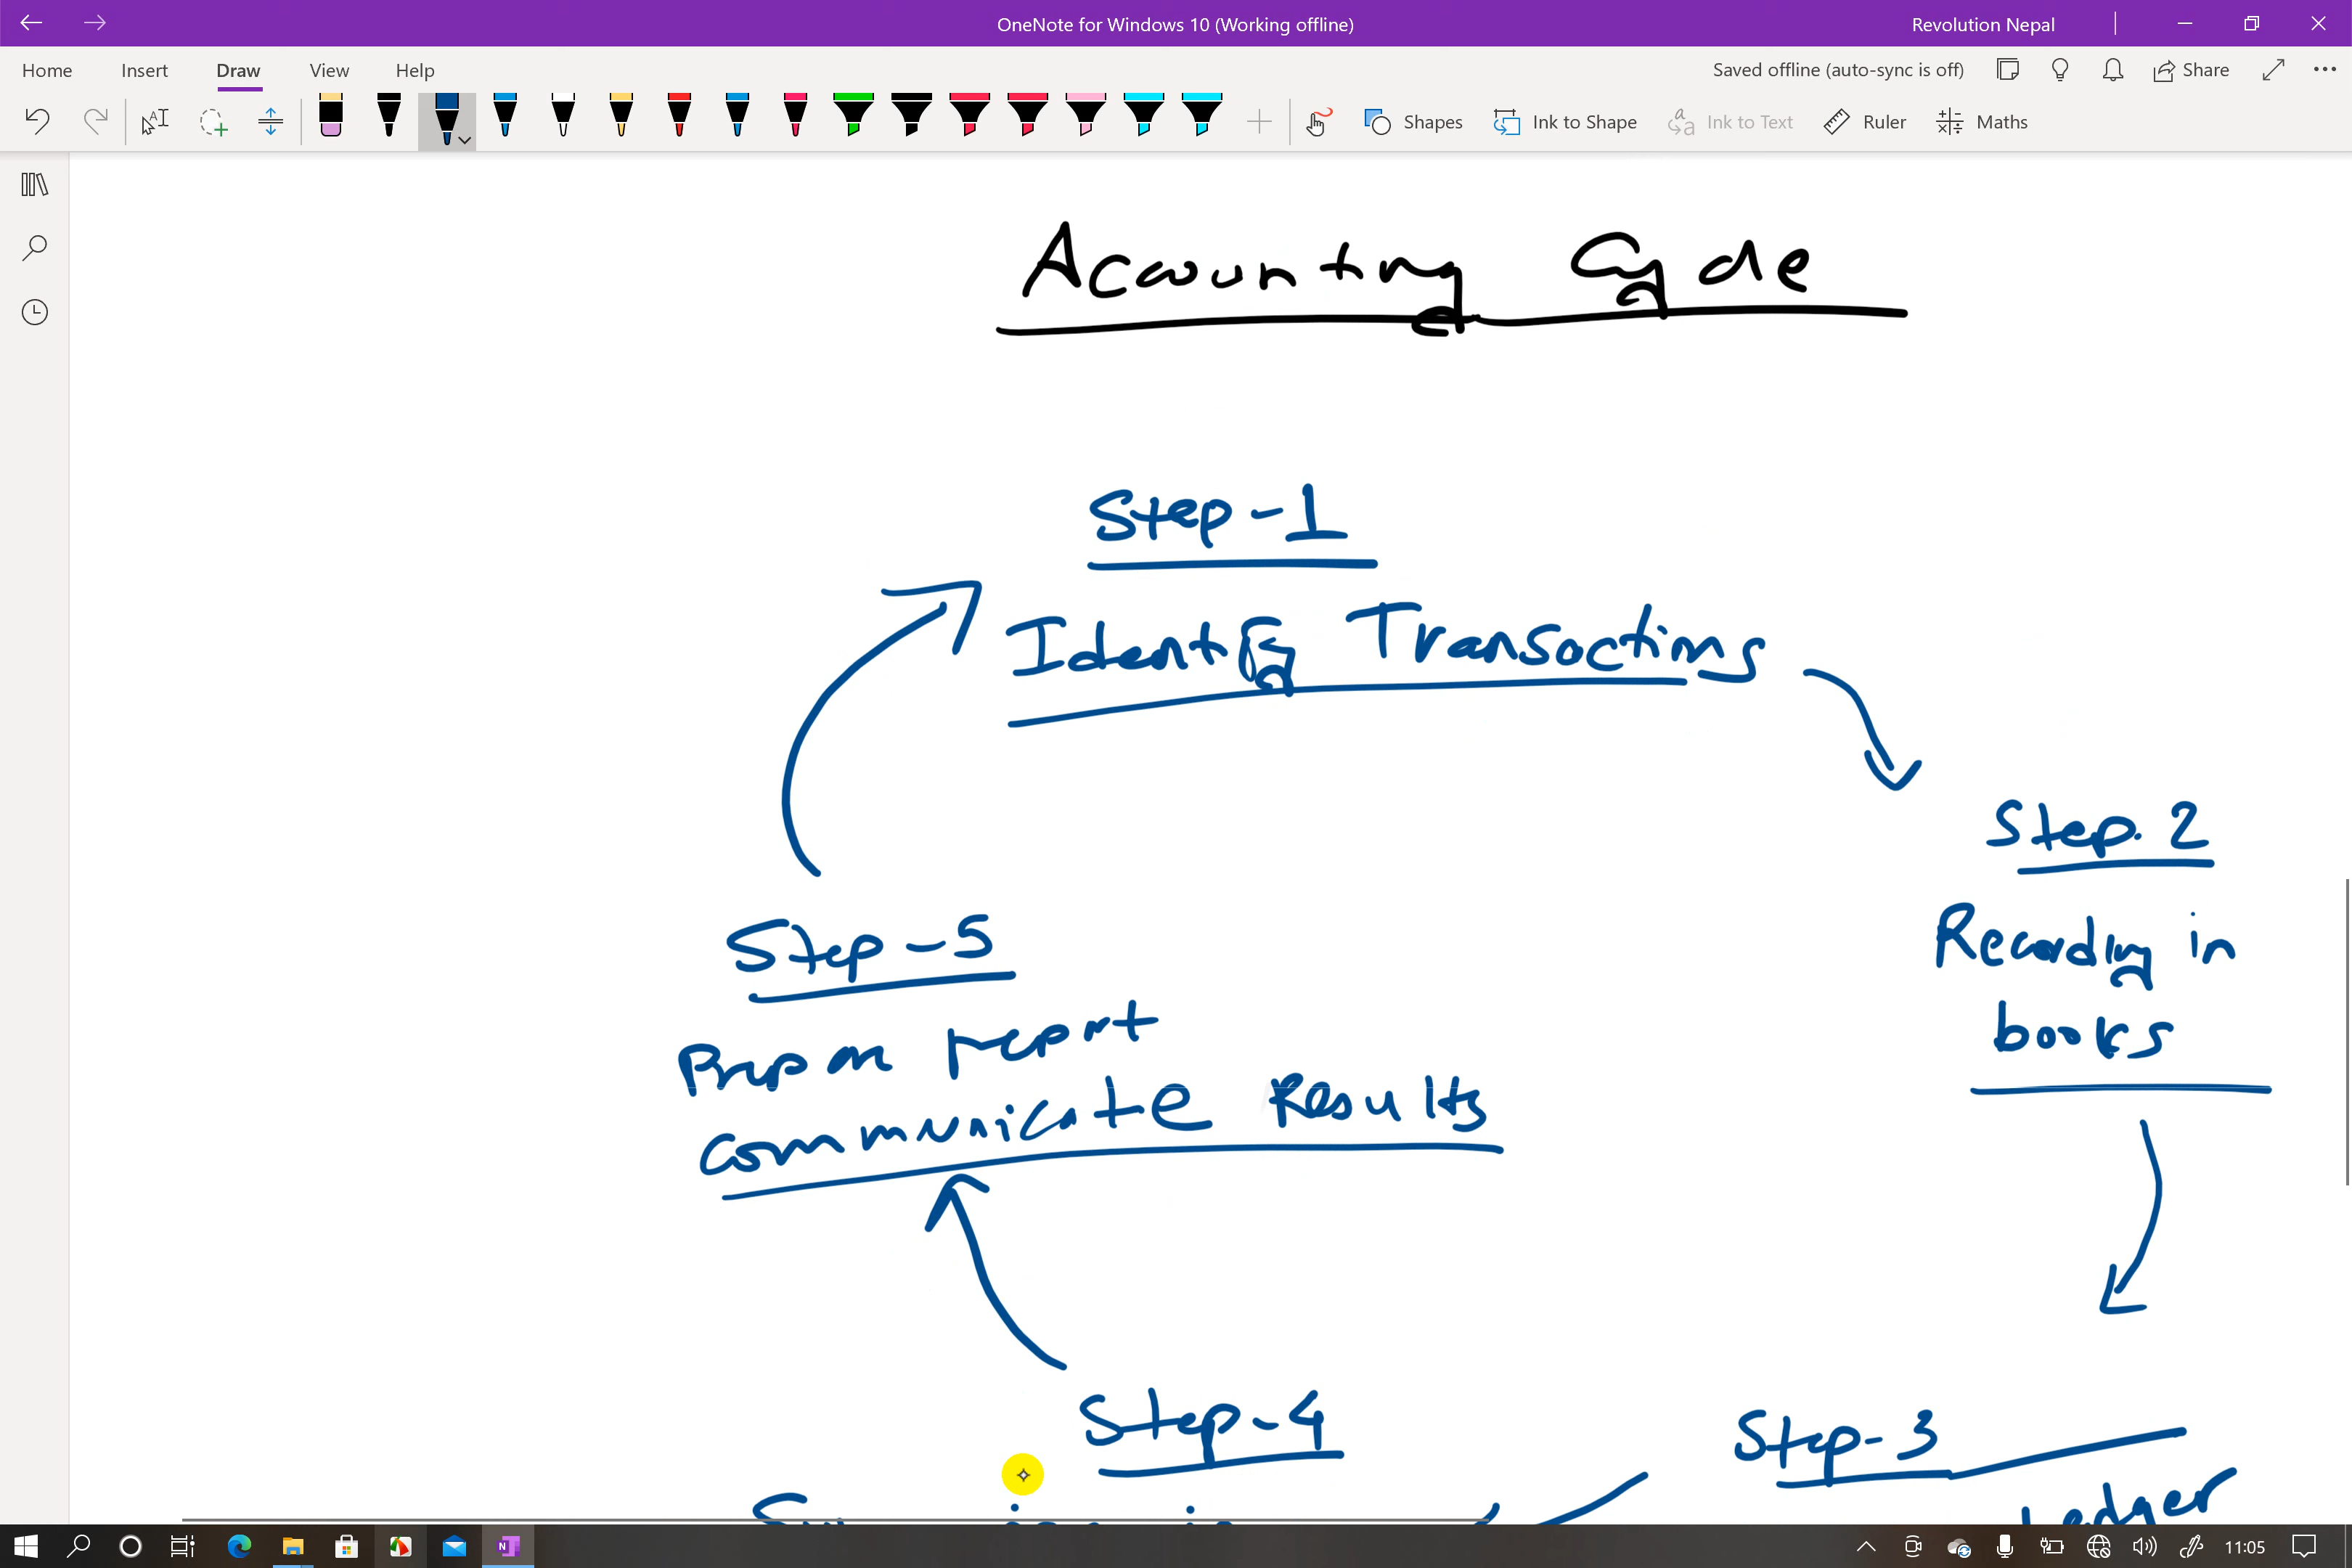 OneNote for Windows 10 (Working offline)
Revolution Nepal
Home Insert Draw View Help
Saved offline (auto-sync is off) Share
Shapes Ink to Shape Ink to Text Ruler Maths
Accounting Cycle
Step-1
Identify Transactions
Step. 2
Recording in
books
Step-5
Prepare report
communicate Results
Step-4
Step-3
Ledger
11:05